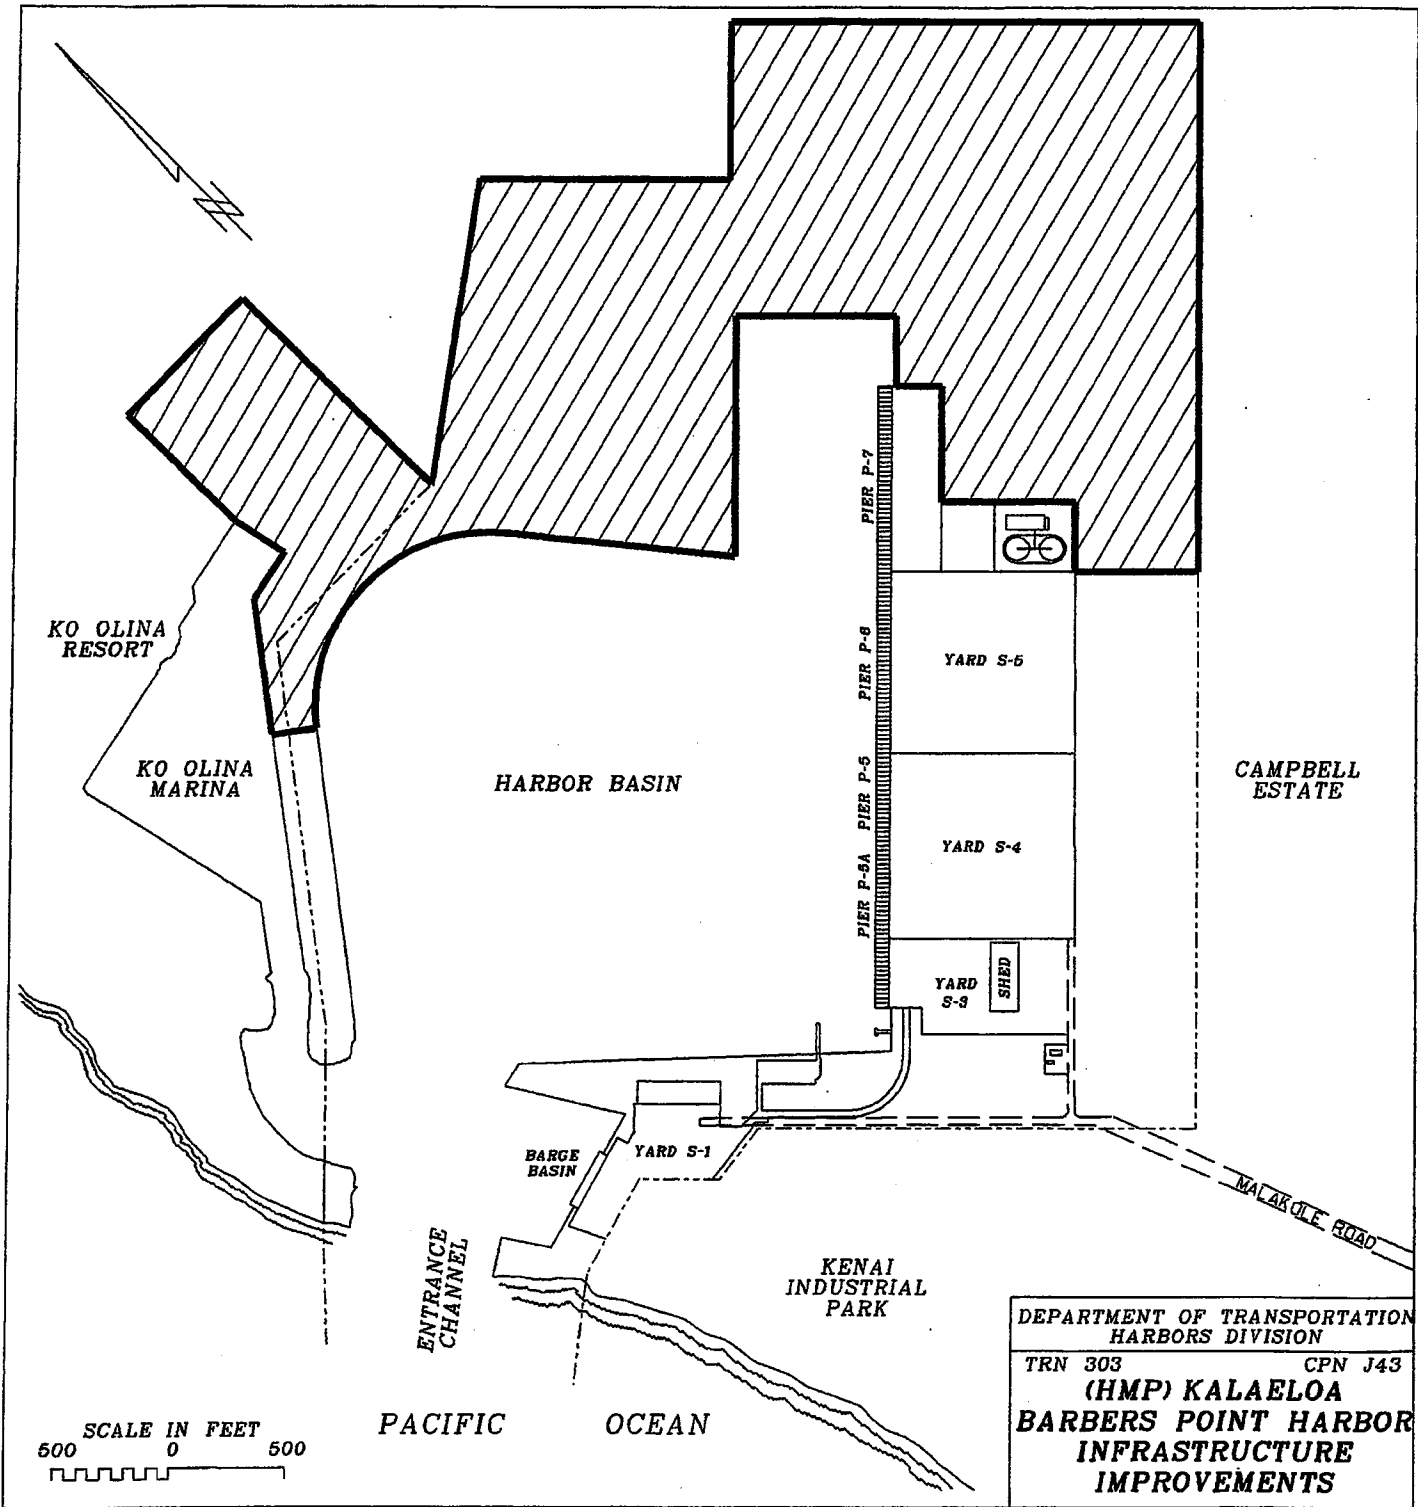 PIER P-7
KO OLINA
RESORT
PIER P-6
YARD S-5
KO OLINA
MARINA
HARBOR BASIN
PIER P-5
CAMPBELL
ESTATE
YARD S-4
PIER P-5A
YARD
S-3
SHED
BARGE
BASIN
YARD S-1
MALAKOLE ROAD
ENTRANCE
CHANNEL
KENAI
INDUSTRIAL
PARK
PACIFIC OCEAN
SCALE IN FEET
500 0 500
DEPARTMENT OF TRANSPORTATION
HARBORS DIVISION
TRN 303 CPN J43
(HMP) KALAELOA
BARBERS POINT HARBOR
INFRASTRUCTURE
IMPROVEMENTS